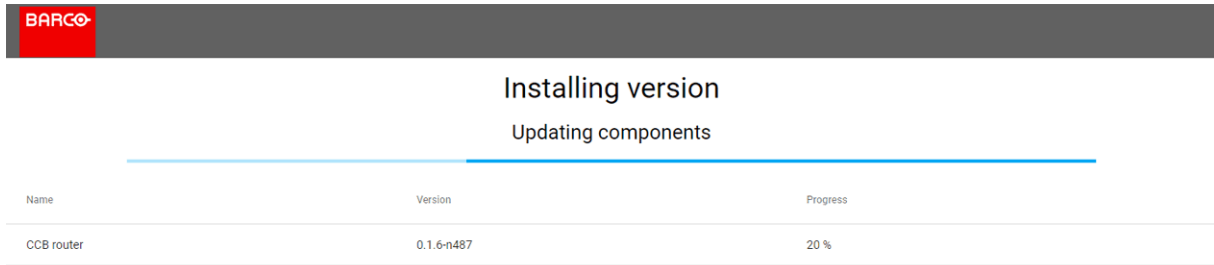 BARCO
Installing version
Updating components
Name Version Progress
CCB router 0.1.6-n487 20 %